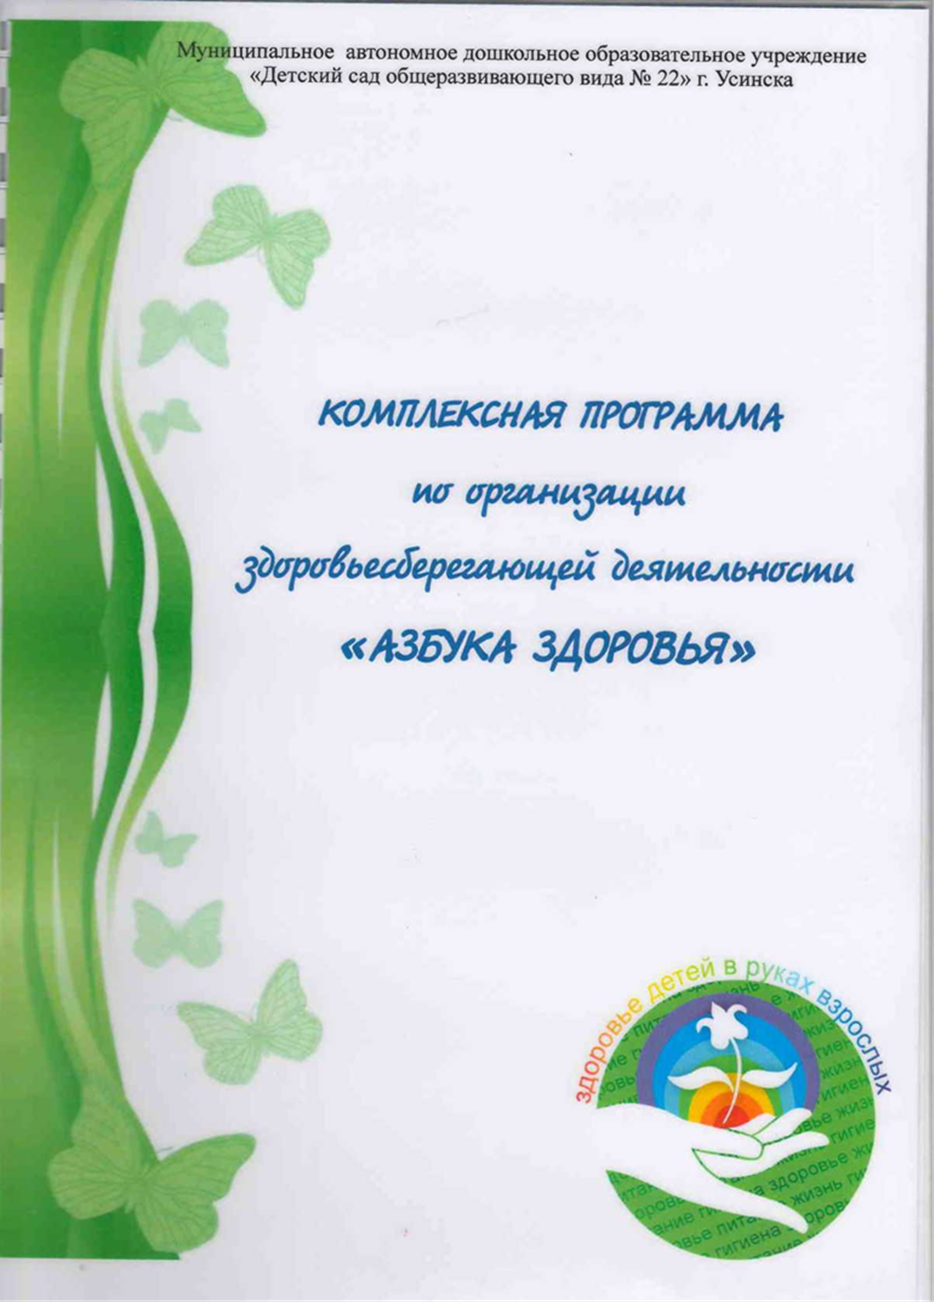 Муниципальное автономное дошкольное образовательное учреждение
«Детский сад общеразвивающего вида № 22» г. Усинска
КОМПЛЕКСНАЯ ПРОГРАММА
по организации
здоровьесберегающей деятельности
«АЗБУКА ЗДОРОВЬЯ»
здоровье детей в руках взрослых